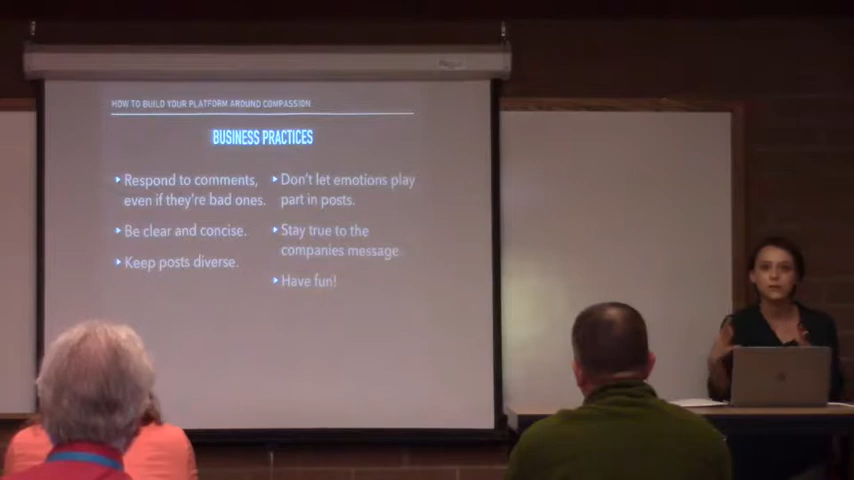 HOW TO BUILD YOUR PLATFORM AROUND COMPASSION
BUSINESS PRACTICES
Respond to comments,
even if they're bad ones.
Be clear and concise.
Keep posts diverse.
Don't let emotions play
part in posts.
Stay true to the
companies message
Have fun!